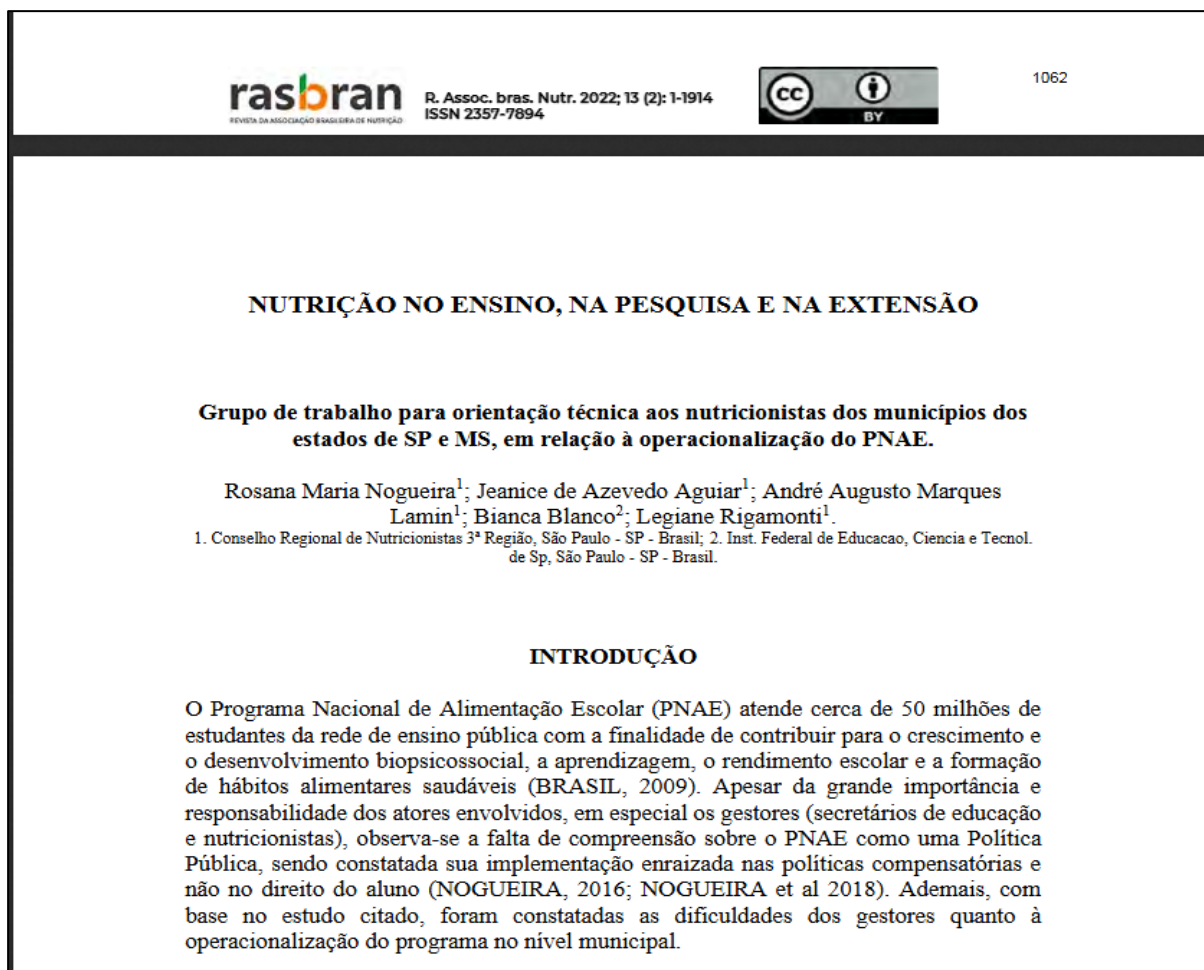 rasbran
REVISTA DA ASSOCIAÇÃO BRASILEIRA DE NUTRIÇÃO
R. Assoc. bras. Nutr. 2022; 13 (2): 1-1914
ISSN 2357-7894
cc
BY
1062
NUTRIÇÃO NO ENSINO, NA PESQUISA E NA EXTENSÃO
Grupo de trabalho para orientação técnica aos nutricionistas dos municípios dos
estados de SP e MS, em relação à operacionalização do PNAE.
Rosana Maria Nogueira¹; Jeanice de Azevedo Aguiar¹; André Augusto Marques
Lamin¹; Bianca Blanco²; Legiane Rigamonti¹.
1. Conselho Regional de Nutricionistas 3ª Região, São Paulo - SP - Brasil; 2. Inst. Federal de Educacao, Ciencia e Tecnol.
de Sp, São Paulo - SP - Brasil.
INTRODUÇÃO
O Programa Nacional de Alimentação Escolar (PNAE) atende cerca de 50 milhões de
estudantes da rede de ensino pública com a finalidade de contribuir para o crescimento e
o desenvolvimento biopsicossocial, a aprendizagem, o rendimento escolar e a formação
de hábitos alimentares saudáveis (BRASIL, 2009). Apesar da grande importância e
responsabilidade dos atores envolvidos, em especial os gestores (secretários de educação
e nutricionistas), observa-se a falta de compreensão sobre o PNAE como uma Política
Pública, sendo constatada sua implementação enraizada nas políticas compensatórias e
não no direito do aluno (NOGUEIRA, 2016; NOGUEIRA et al 2018). Ademais, com
base no estudo citado, foram constatadas as dificuldades dos gestores quanto à
operacionalização do programa no nível municipal.